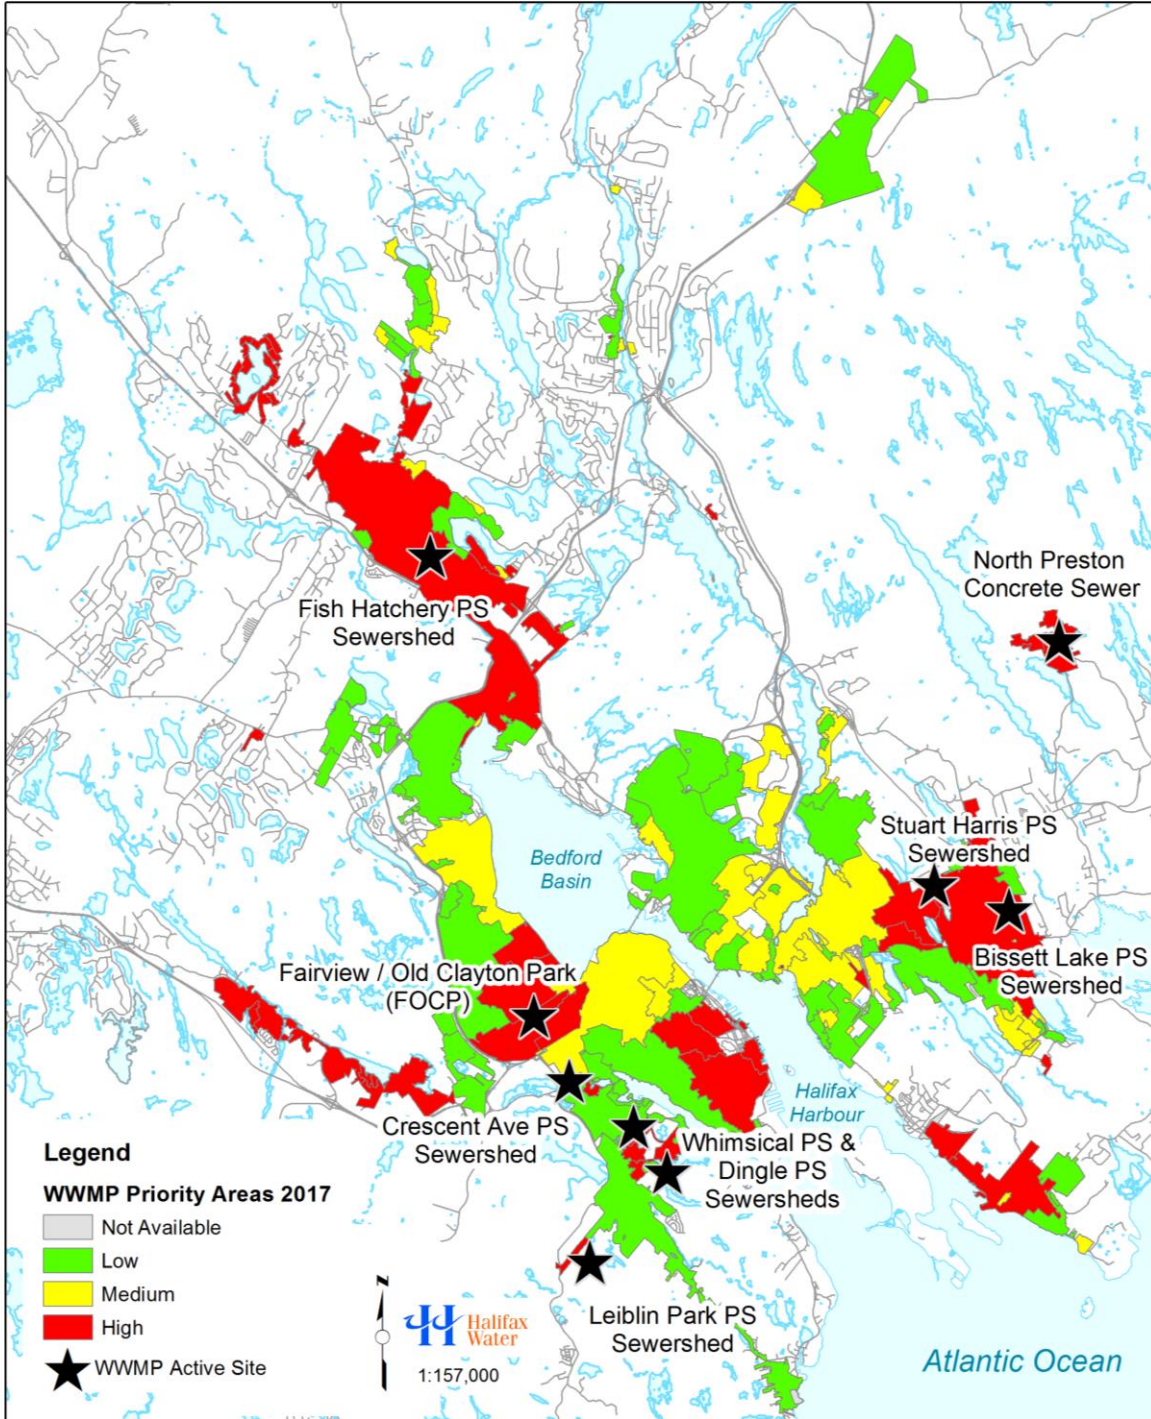 North Preston
Concrete Sewer
Fish Hatchery PS
Sewershed
Stuart Harris PS
Sewershed
Bedford
Basin
Bissett Lake PS
Sewershed
Fairview / Old Clayton Park
(FOCP)
Halifax
Harbour
Crescent Ave PS
Sewershed
Whimsical PS &
Dingle PS
Sewersheds
Leiblin Park PS
Sewershed
Atlantic Ocean
Legend
WWMP Priority Areas 2017
Not Available
Low
Medium
High
WWMP Active Site
N
Halifax
Water
1:157,000